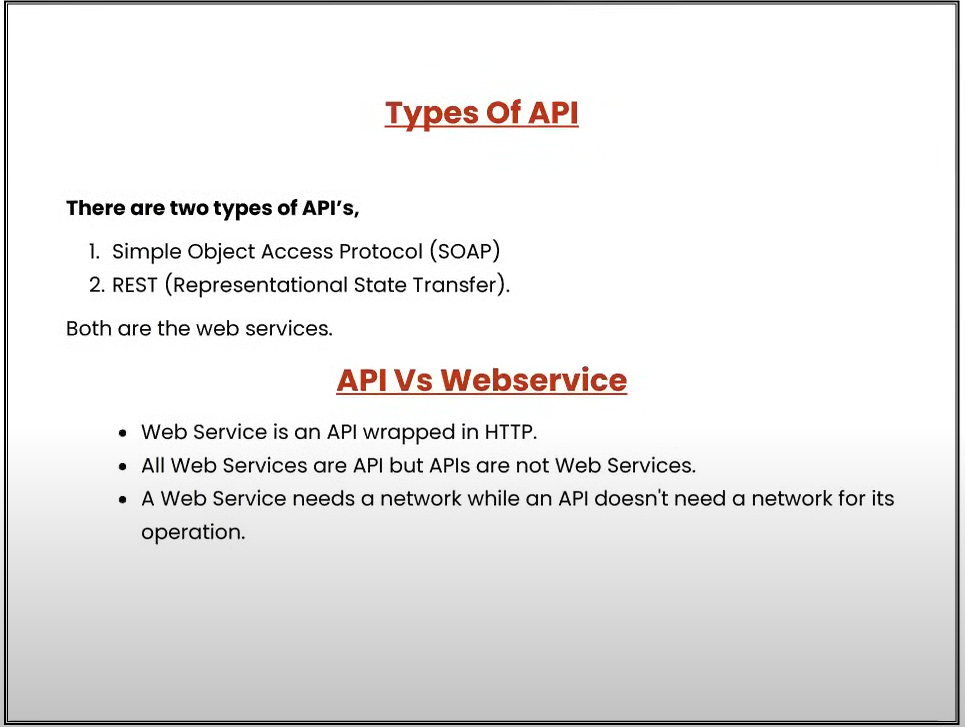 Types Of API
There are two types of API’s,
1. Simple Object Access Protocol (SOAP)
2. REST (Representational State Transfer).
Both are the web services.
API Vs Webservice
• Web Service is an API wrapped in HTTP.
• All Web Services are API but APIs are not Web Services.
• A Web Service needs a network while an API doesn't need a network for its
operation.